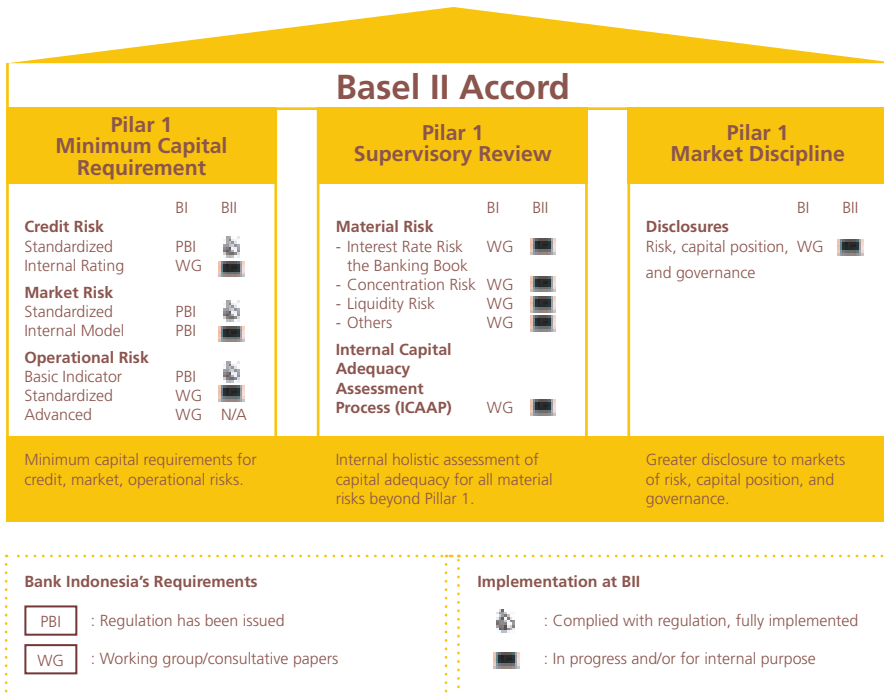 Basel II Accord
Pilar 1
Minimum Capital
Requirement
BI BII
Credit Risk
Standardized PBI
Internal Rating WG
Market Risk
Standardized PBI
Internal Model PBI
Operational Risk
Basic Indicator PBI
Standardized WG
Advanced WG N/A
Minimum capital requirements for
credit, market, operational risks.
Pilar 1
Supervisory Review
BI BII
Material Risk
- Interest Rate Risk WG
the Banking Book
- Concentration Risk WG
- Liquidity Risk WG
- Others WG
Internal Capital
Adequacy
Assessment
Process (ICAAP) WG
Internal holistic assessment of
capital adequacy for all material
risks beyond Pillar 1.
Pilar 1
Market Discipline
BI BII
Disclosures
Risk, capital position, WG
and governance
Greater disclosure to markets
of risk, capital position, and
governance.
Bank Indonesia's Requirements
PBI : Regulation has been issued
WG : Working group/consultative papers
Implementation at BII
: Complied with regulation, fully implemented
: In progress and/or for internal purpose